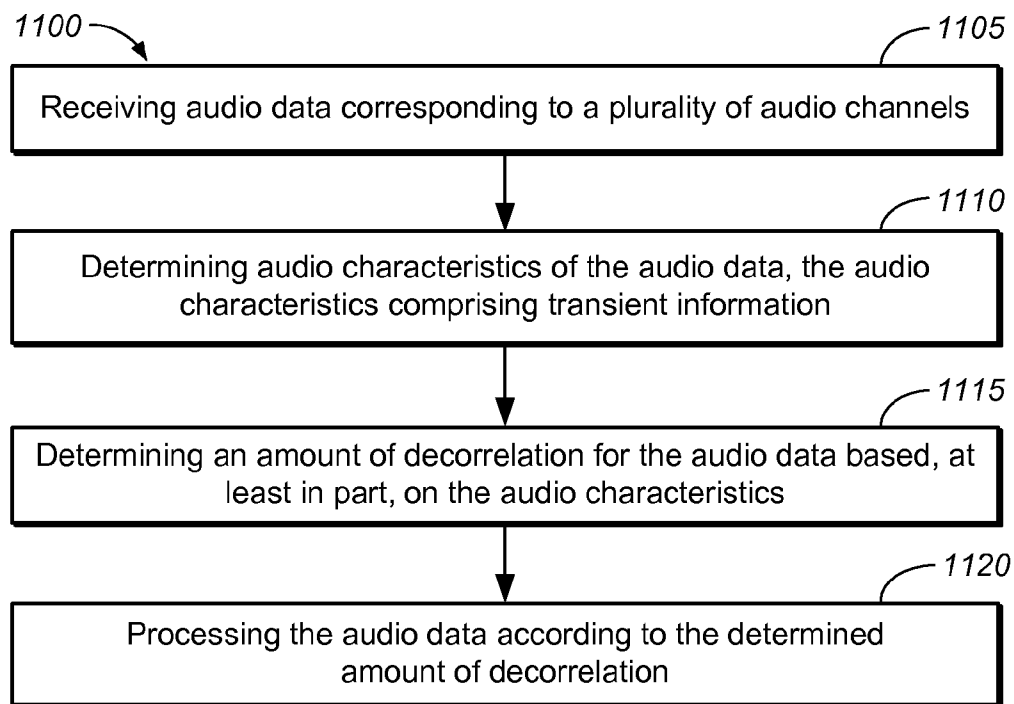 1100
1105
Receiving audio data corresponding to a plurality of audio channels
1110
Determining audio characteristics of the audio data, the audio
characteristics comprising transient information
1115
Determining an amount of decorrelation for the audio data based, at
least in part, on the audio characteristics
1120
Processing the audio data according to the determined
amount of decorrelation